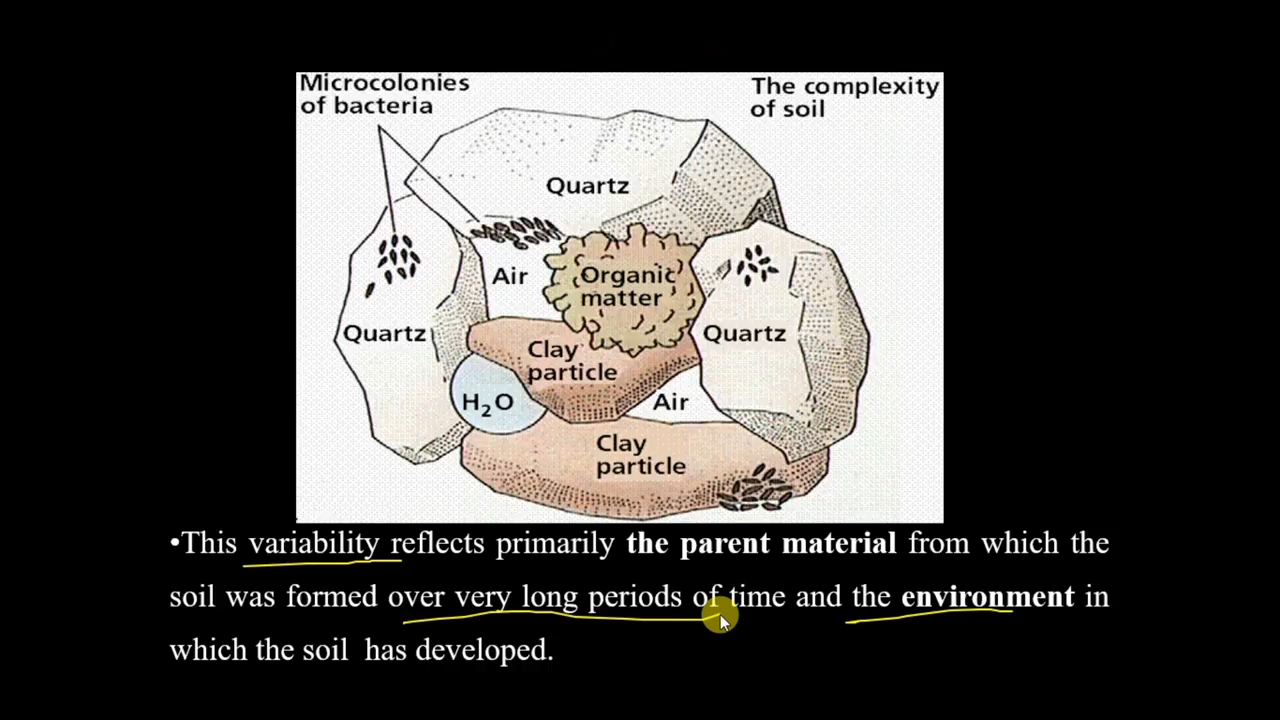 Microcolonies
of bacteria
The complexity
of soil
Quartz
Air
Organic
matter
Quartz
Quartz
Clay
particle
H₂O
Air
Clay
particle
•This variability reflects primarily the parent material from which the
soil was formed over very long periods of time and the environment in
which the soil has developed.